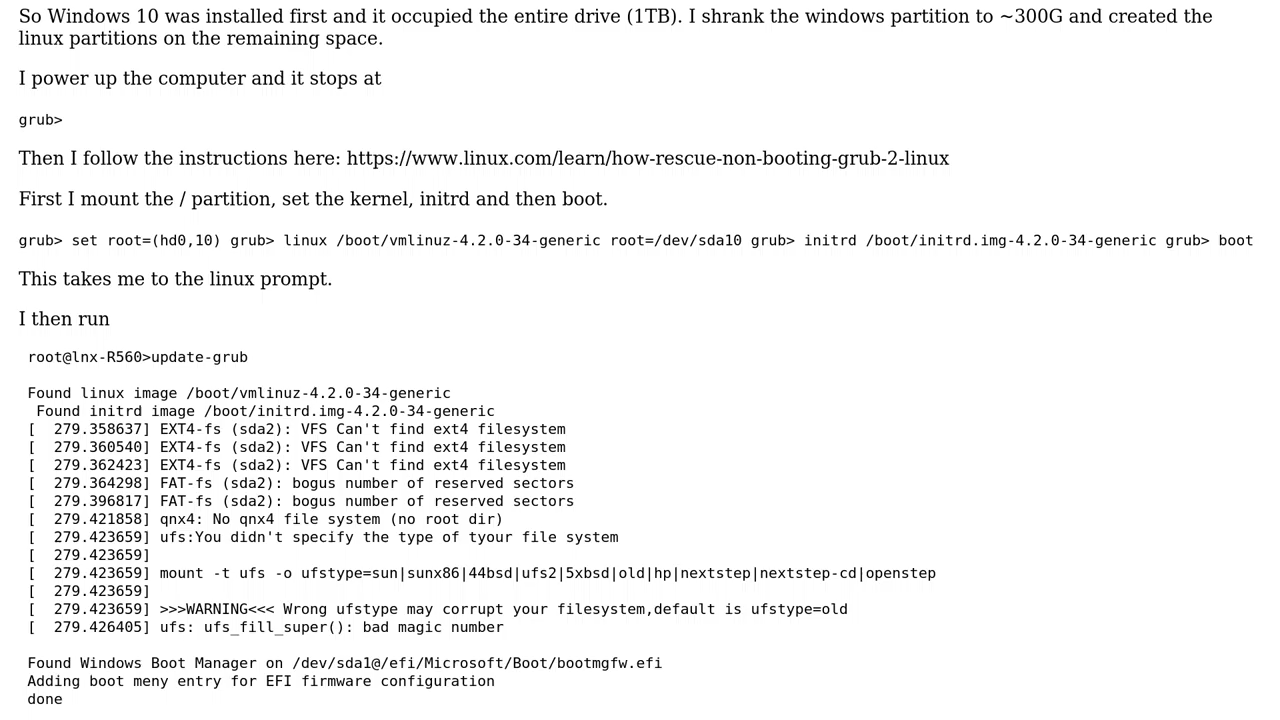 So Windows 10 was installed first and it occupied the entire drive (1TB). I shrank the windows partition to ~300G and created the
linux partitions on the remaining space.
I power up the computer and it stops at
grub>
Then I follow the instructions here: https://www.linux.com/learn/how-rescue-non-booting-grub-2-linux
First I mount the / partition, set the kernel, initrd and then boot.
grub> set root=(hd0,10) grub> linux /boot/vmlinuz-4.2.0-34-generic root=/dev/sda10 grub> initrd /boot/initrd.img-4.2.0-34-generic grub> boot
This takes me to the linux prompt.
I then run
root@lnx-R560>update-grub
Found linux image /boot/vmlinuz-4.2.0-34-generic
Found initrd image /boot/initrd.img-4.2.0-34-generic
[  279.358637] EXT4-fs (sda2): VFS Can't find ext4 filesystem
[  279.360540] EXT4-fs (sda2): VFS Can't find ext4 filesystem
[  279.362423] EXT4-fs (sda2): VFS Can't find ext4 filesystem
[  279.364298] FAT-fs (sda2): bogus number of reserved sectors
[  279.396817] FAT-fs (sda2): bogus number of reserved sectors
[  279.421858] qnx4: No qnx4 file system (no root dir)
[  279.423659] ufs:You didn't specify the type of tyour file system
[  279.423659]
[  279.423659] mount -t ufs -o ufstype=sun|sunx86|44bsd|ufs2|5xbsd|old|hp|nextstep|nextstep-cd|openstep
[  279.423659]
[  279.423659] >>>WARNING<<< Wrong ufstype may corrupt your filesystem,default is ufstype=old
[  279.426405] ufs: ufs_fill_super(): bad magic number
Found Windows Boot Manager on /dev/sda1@/efi/Microsoft/Boot/bootmgfw.efi
Adding boot meny entry for EFI firmware configuration
done